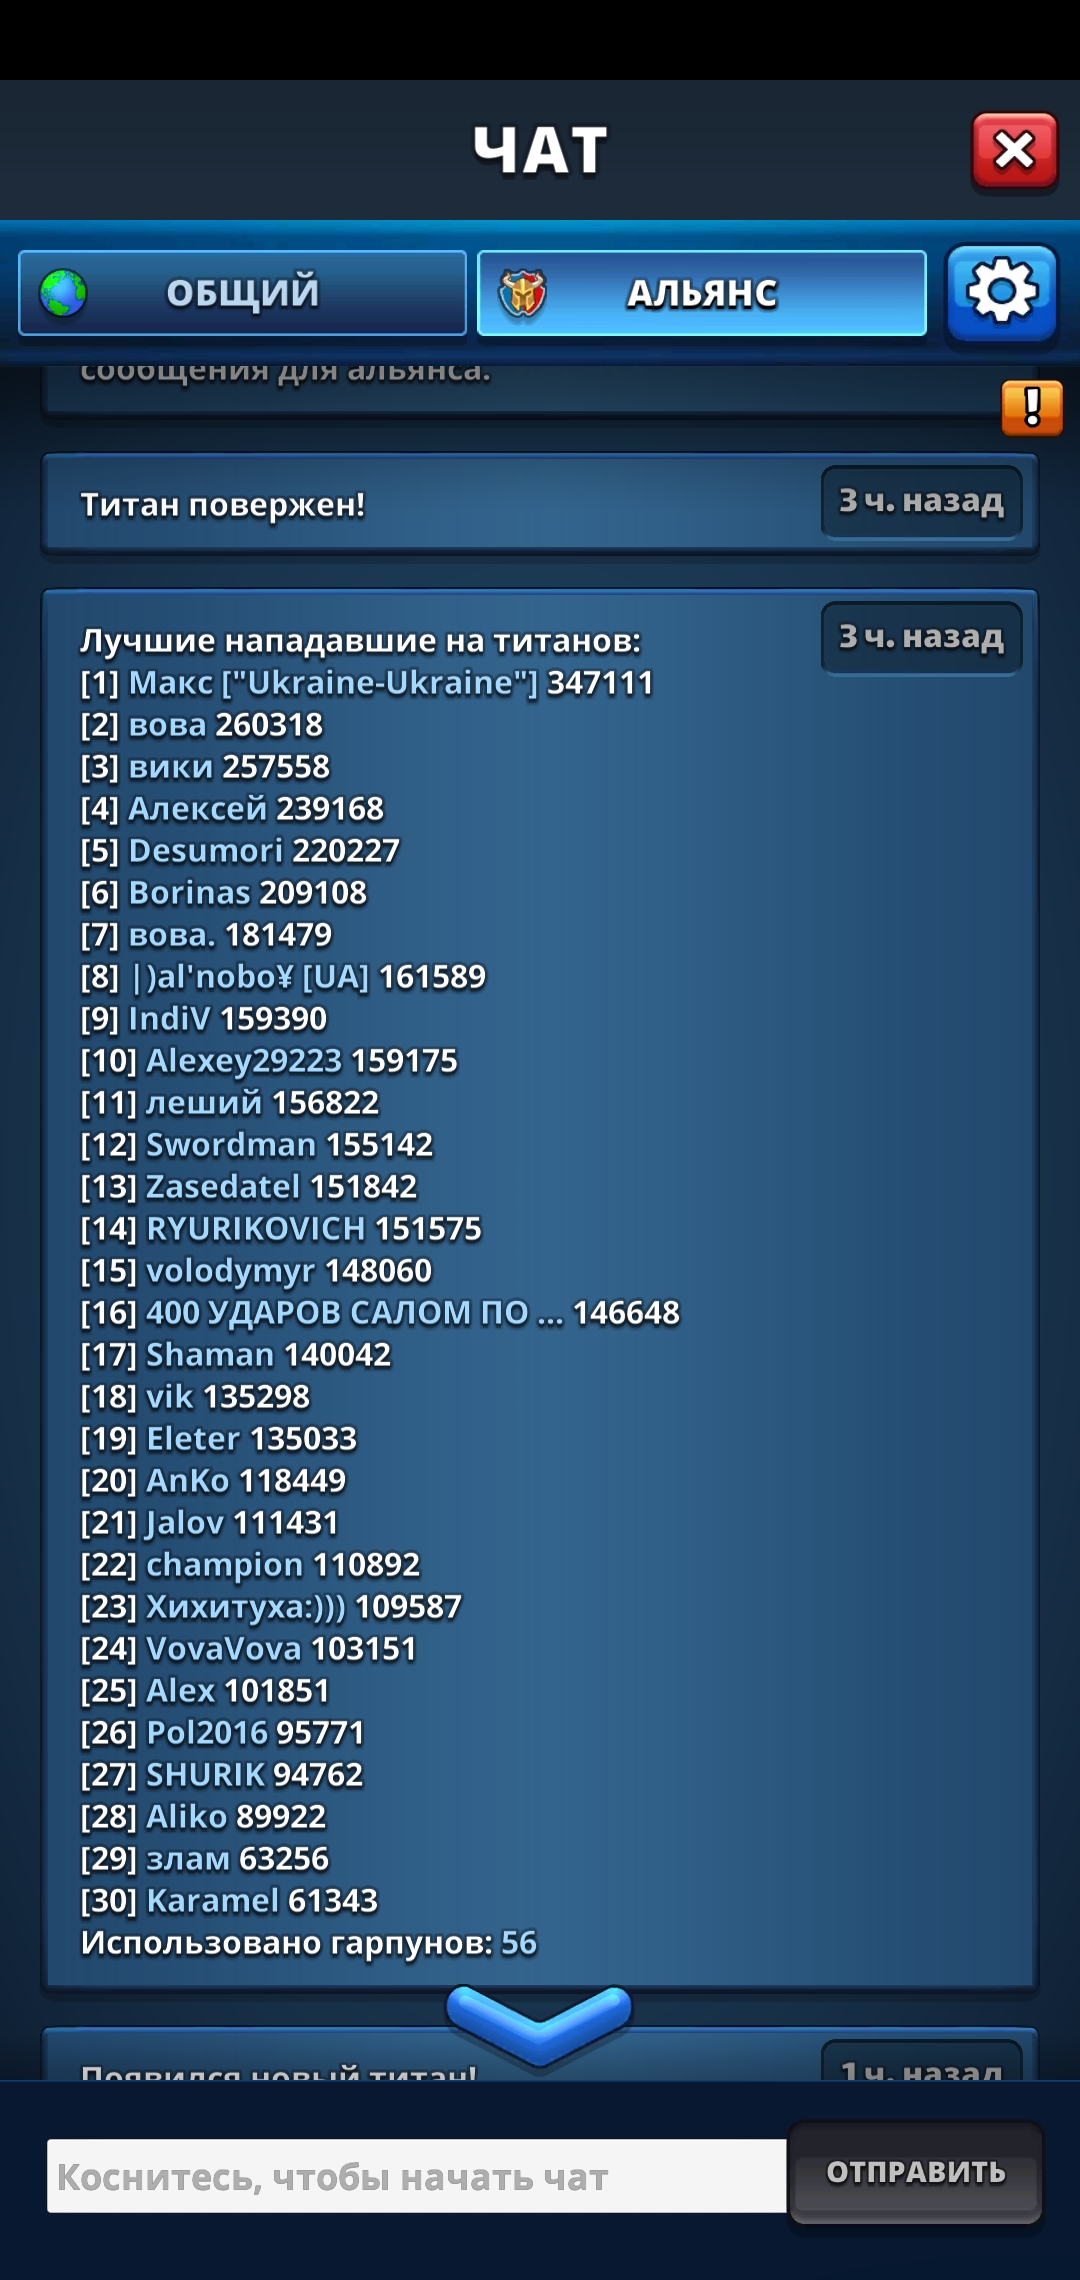 ЧАТ
ОБЩИЙ
АЛЬЯНС
сообщения для альянса.
Титан повержен!
3 ч. назад
3 ч. назад
Лучшие нападавшие на титанов:
[1] Макс ["Ukraine-Ukraine"] 347111
[2] вова 260318
[3] вики 257558
[4] Алексей 239168
[5] Desumori 220227
[6] Borinas 209108
[7] вова. 181479
[8] |)al'nobo¥ [UA] 161589
[9] IndiV 159390
[10] Alexey29223 159175
[11] леший 156822
[12] Swordman 155142
[13] Zasedatel 151842
[14] RYURIKOVICH 151575
[15] volodymyr 148060
[16] 400 УДАРОВ САЛОМ ПО ... 146648
[17] Shaman 140042
[18] vik 135298
[19] Eleter 135033
[20] AnKo 118449
[21] Jalov 111431
[22] champion 110892
[23] Хихитуха:))) 109587
[24] VovaVova 103151
[25] Alex 101851
[26] Pol2016 95771
[27] SHURIK 94762
[28] Aliko 89922
[29] злам 63256
[30] Karamel 61343
Использовано гарпунов: 56
Появился новый титан!
1 ч. назад
Коснитесь, чтобы начать чат
ОТПРАВИТЬ